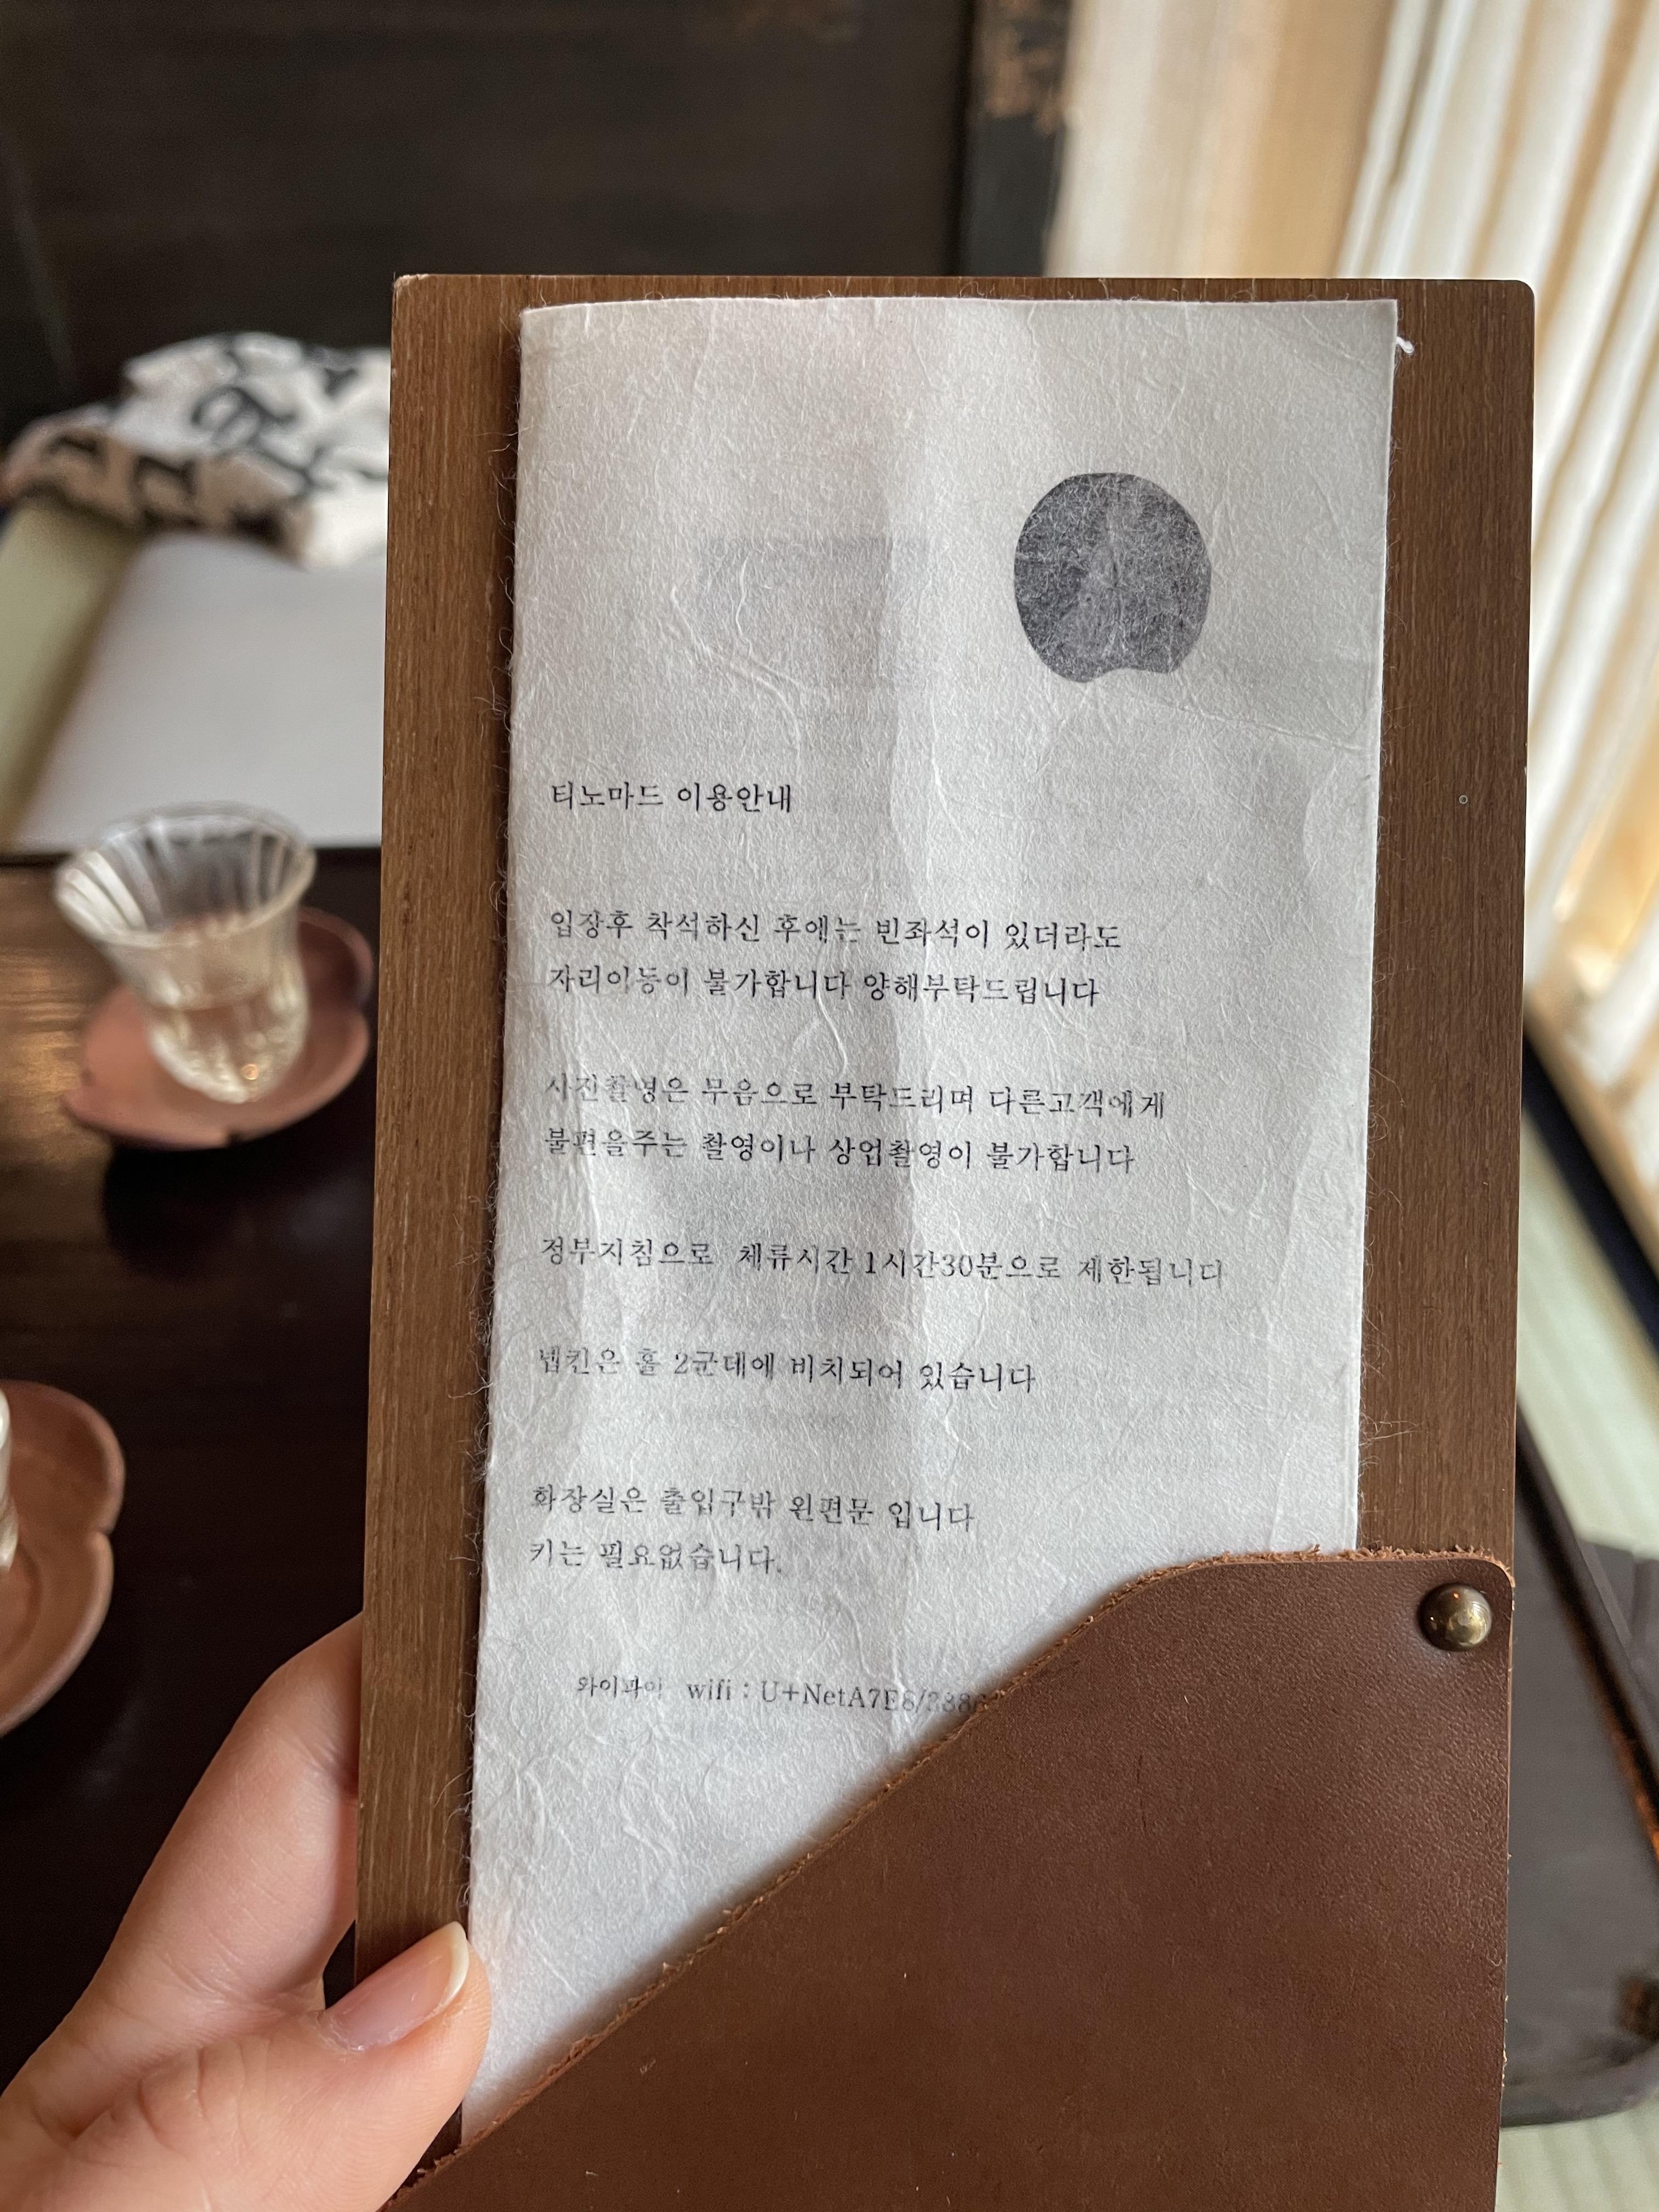 티노마드 이용안내
입장후 착석하신 후에는 빈좌석이 있더라도
자리이동이 불가합니다 양해부탁드립니다
사진촬영은 무음으로 부탁드리며 다른고객에게
불편을주는 촬영이나 상업촬영이 불가합니다
정부지침으로 체류시간 1시간30분으로 제한됩니다
넵킨은 홀 2군데에 비치되어 있습니다
화장실은 출입구밖 왼편문 입니다
키는 필요없습니다.
와이파이 wifi : U+NetA7E8/